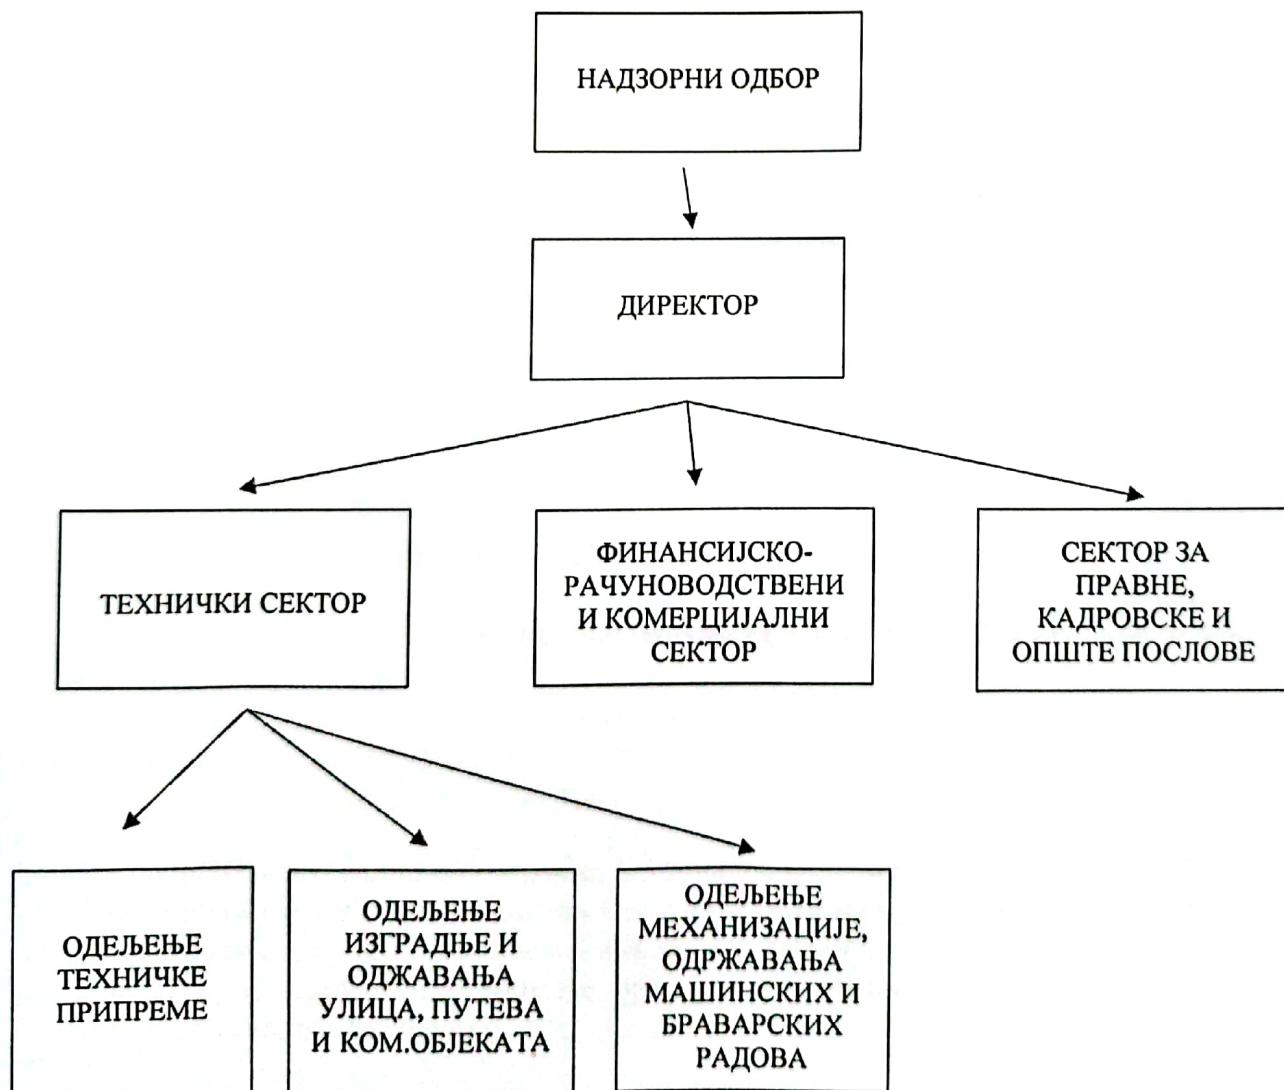 НАДЗОРНИ ОДБОР
ДИРЕКТОР
ТЕХНИЧКИ СЕКТОР
ФИНАНСИЈСКО-
РАЧУНОВОДСТВЕНИ
И КОМЕРЦИЈАЛНИ
СЕКТОР
СЕКТОР ЗА
ПРАВНЕ,
КАДРОВСКЕ И
ОПШТЕ ПОСЛОВЕ
ОДЕЉЕЊЕ
ТЕХНИЧКЕ
ПРИПРЕМЕ
ОДЕЉЕЊЕ
ИЗГРАДЊЕ И
ОДЖАВАЊА
УЛИЦА, ПУТЕВА
И КОМ.ОБЈЕКАТА
ОДЕЉЕЊЕ
МЕХАНИЗАЦИЈЕ,
ОДРЖАВАЊА
МАШИНСКИХ И
БРАВАРСКИХ
РАДОВА